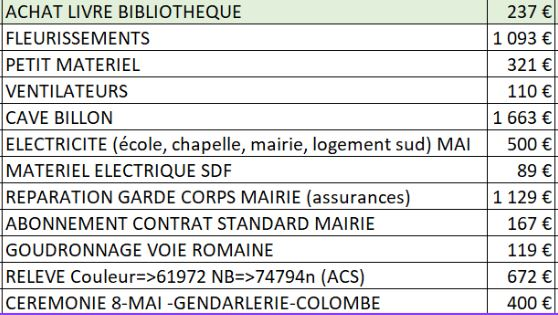 ACHAT LIVRE BIBLIOTHEQUE 237 €
FLEURISSEMENTS 1 093 €
PETIT MATERIEL 321 €
VENTILATEURS 110 €
CAVE BILLON 1 663 €
ELECTRICITE (école, chapelle, mairie, logement sud) MAI 500 €
MATERIEL ELECTRIQUE SDF 89 €
REPARATION GARDE CORPS MAIRIE (assurances) 1 129 €
ABONNEMENT CONTRAT STANDARD MAIRIE 167 €
GOUDRONNAGE VOIE ROMAINE 119 €
RELEVE Couleur=>61972 NB=>74794n (ACS) 672 €
CEREMONIE 8-MAI -GENDARLERIE-COLOMBE 400 €